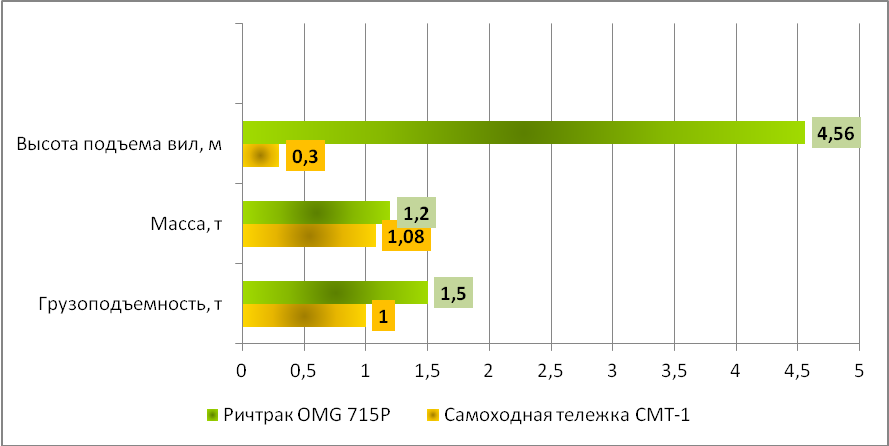 Высота подъема вил, м
4,56
0,3
Масса, т
1,2
1,08
Грузоподъемность, т
1,5
1
0 0,5 1 1,5 2 2,5 3 3,5 4 4,5 5
Ричтрак OMG 715P Самоходная тележка СМТ-1